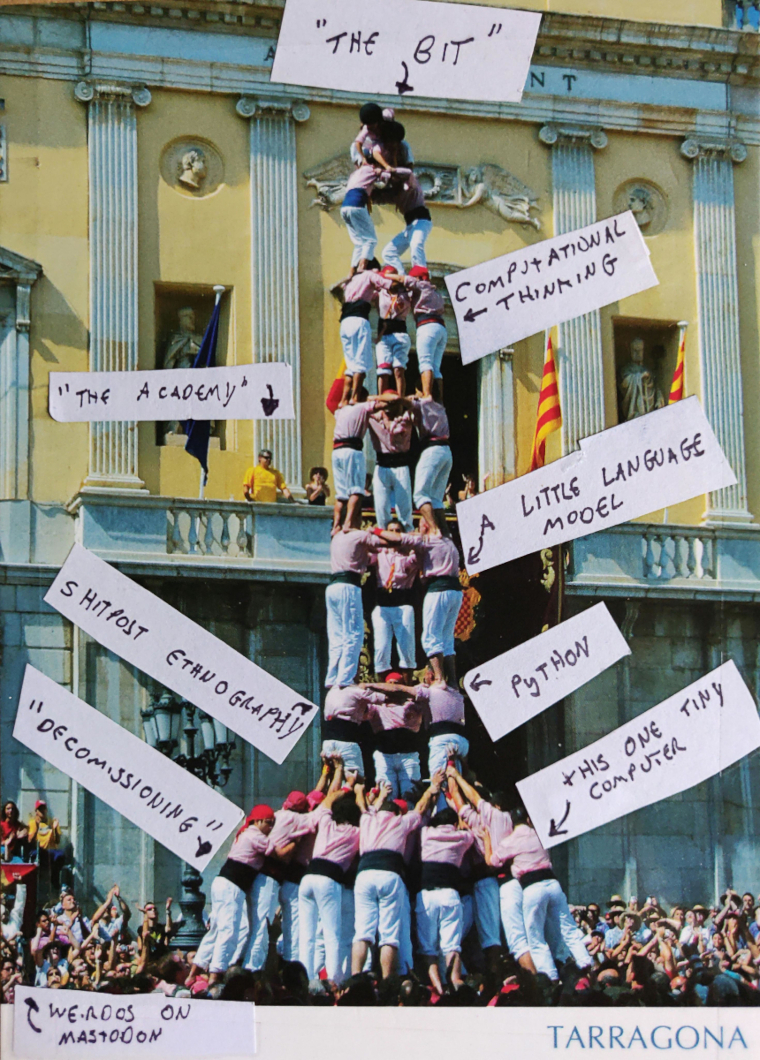 "THE BIT"
A
NT
COMPUTATIONAL
THINKING
"THE ACADEMY"
A LITTLE LANGUAGE
MODEL
SHITPOST ETHNOGRAPHY
PYTHON
"DECOMISSIONING"
THIS ONE TINY
COMPUTER
WEIRDOS ON
MASTODON
TARRAGONA